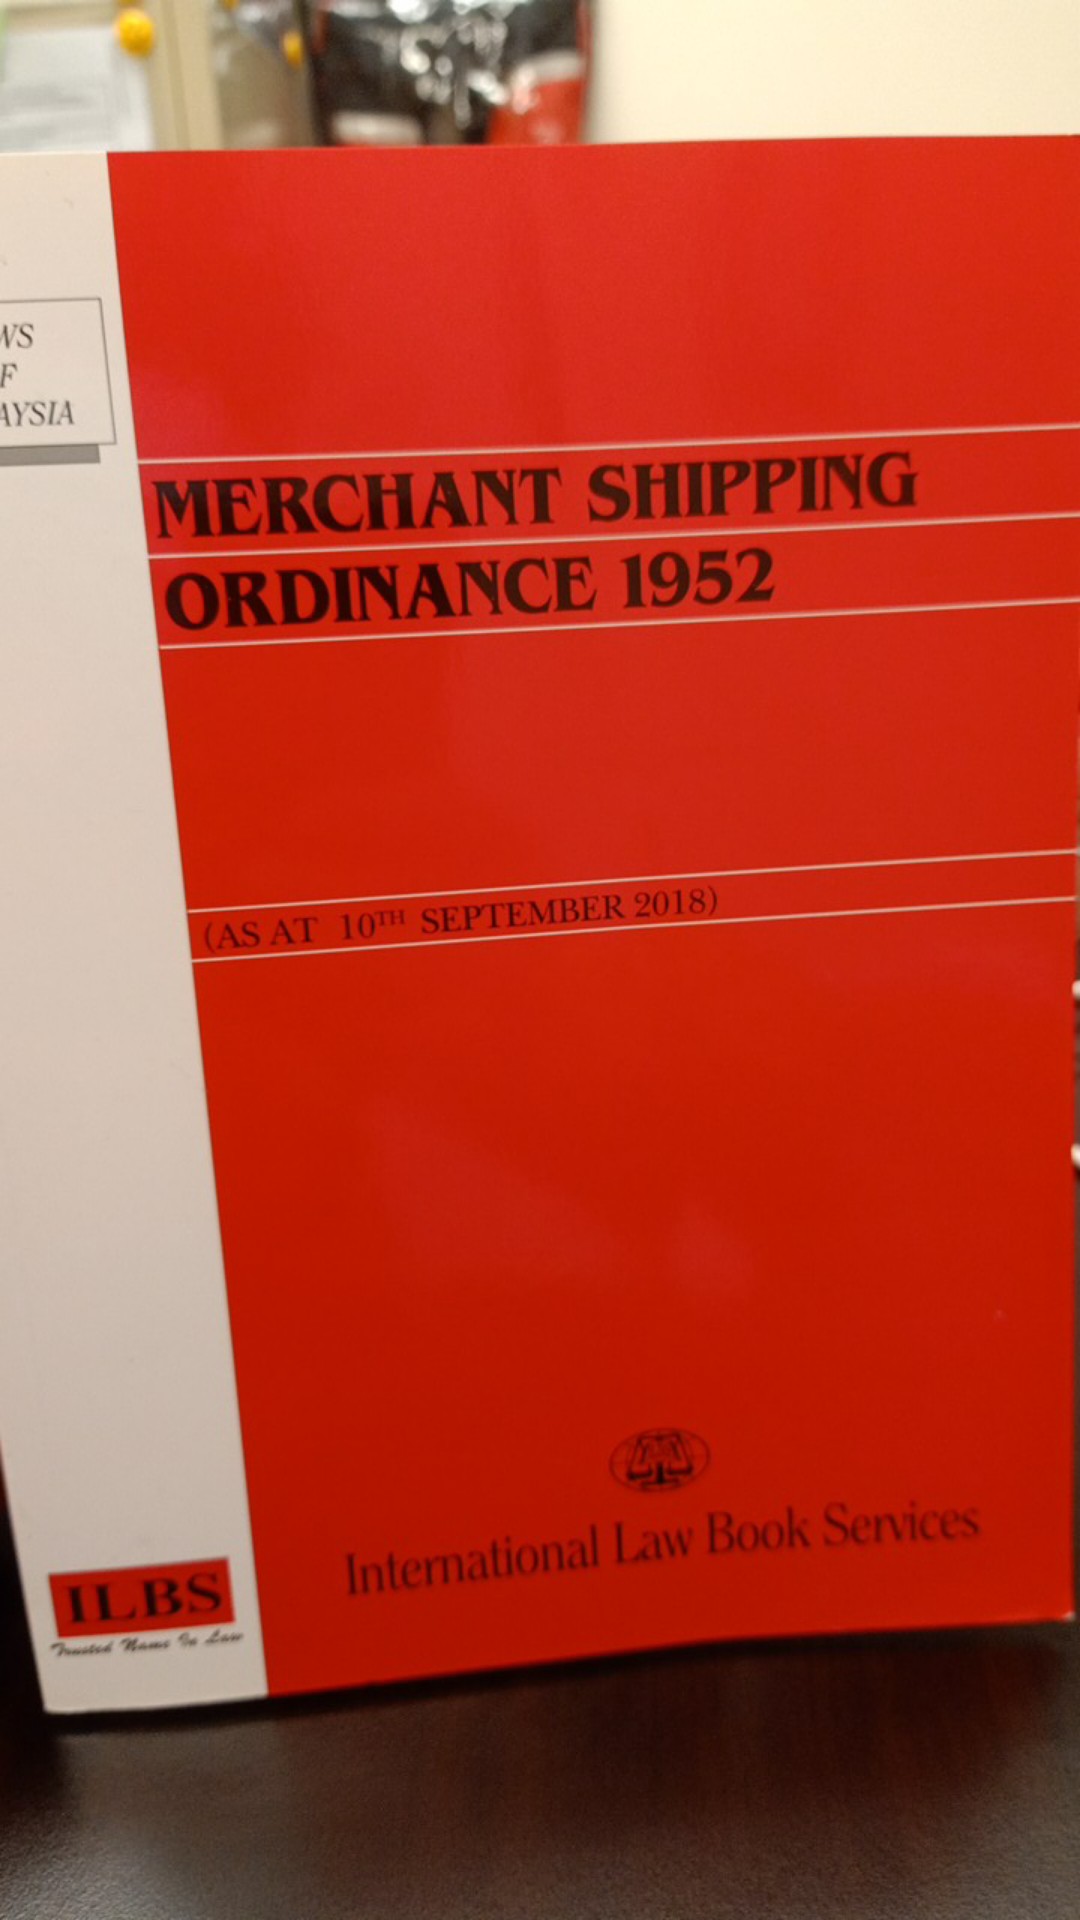 WS
F
AYSIA
MERCHANT SHIPPING
ORDINANCE 1952
(AS AT 10TH SEPTEMBER 2018)
International Law Book Services
ILBS
Trusted Name In Law